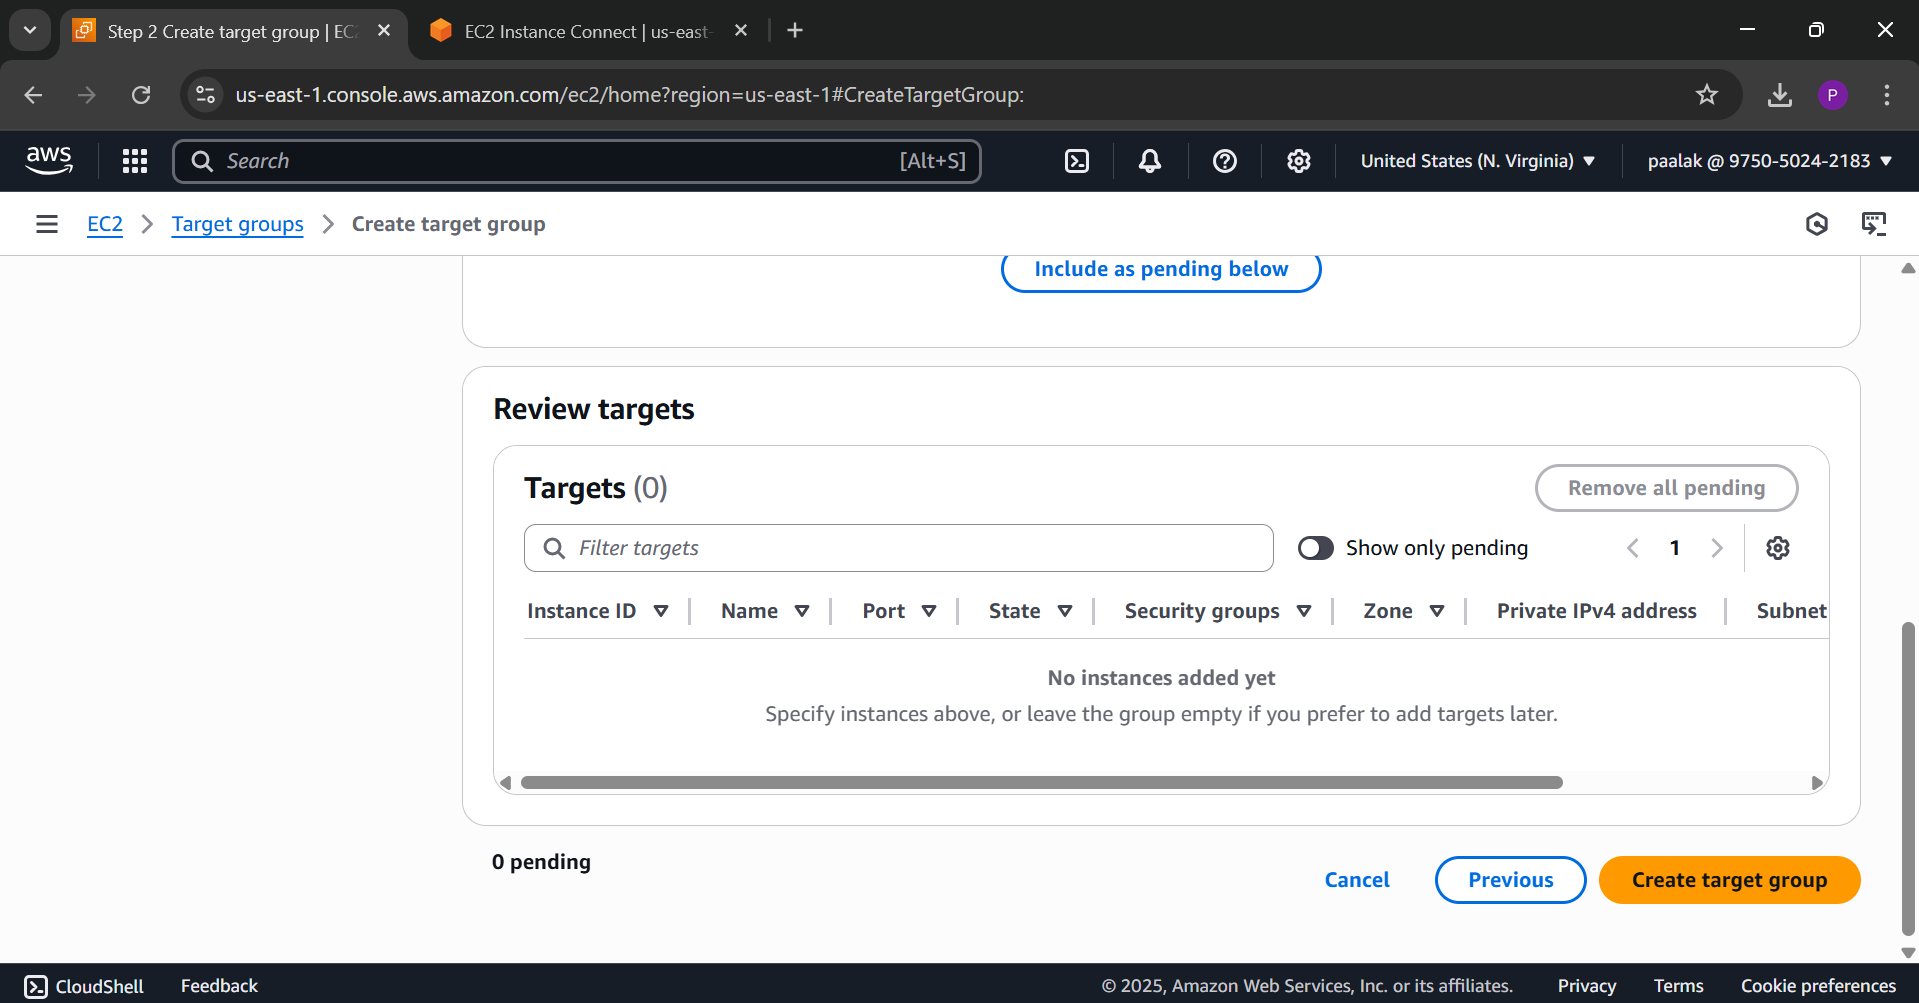 Step 2 Create target group | EC2
EC2 Instance Connect | us-east-
us-east-1.console.aws.amazon.com/ec2/home?region=us-east-1#CreateTargetGroup:
P
aws
Search
[Alt+S]
United States (N. Virginia)
paalak @ 9750-5024-2183
EC2
Target groups
Create target group
Include as pending below
Review targets
Targets (0)
Remove all pending
Filter targets
Show only pending
1
Instance ID
Name
Port
State
Security groups
Zone
Private IPv4 address
Subnet
No instances added yet
Specify instances above, or leave the group empty if you prefer to add targets later.
0 pending
Cancel
Previous
Create target group
CloudShell
Feedback
© 2025, Amazon Web Services, Inc. or its affiliates.
Privacy
Terms
Cookie preferences